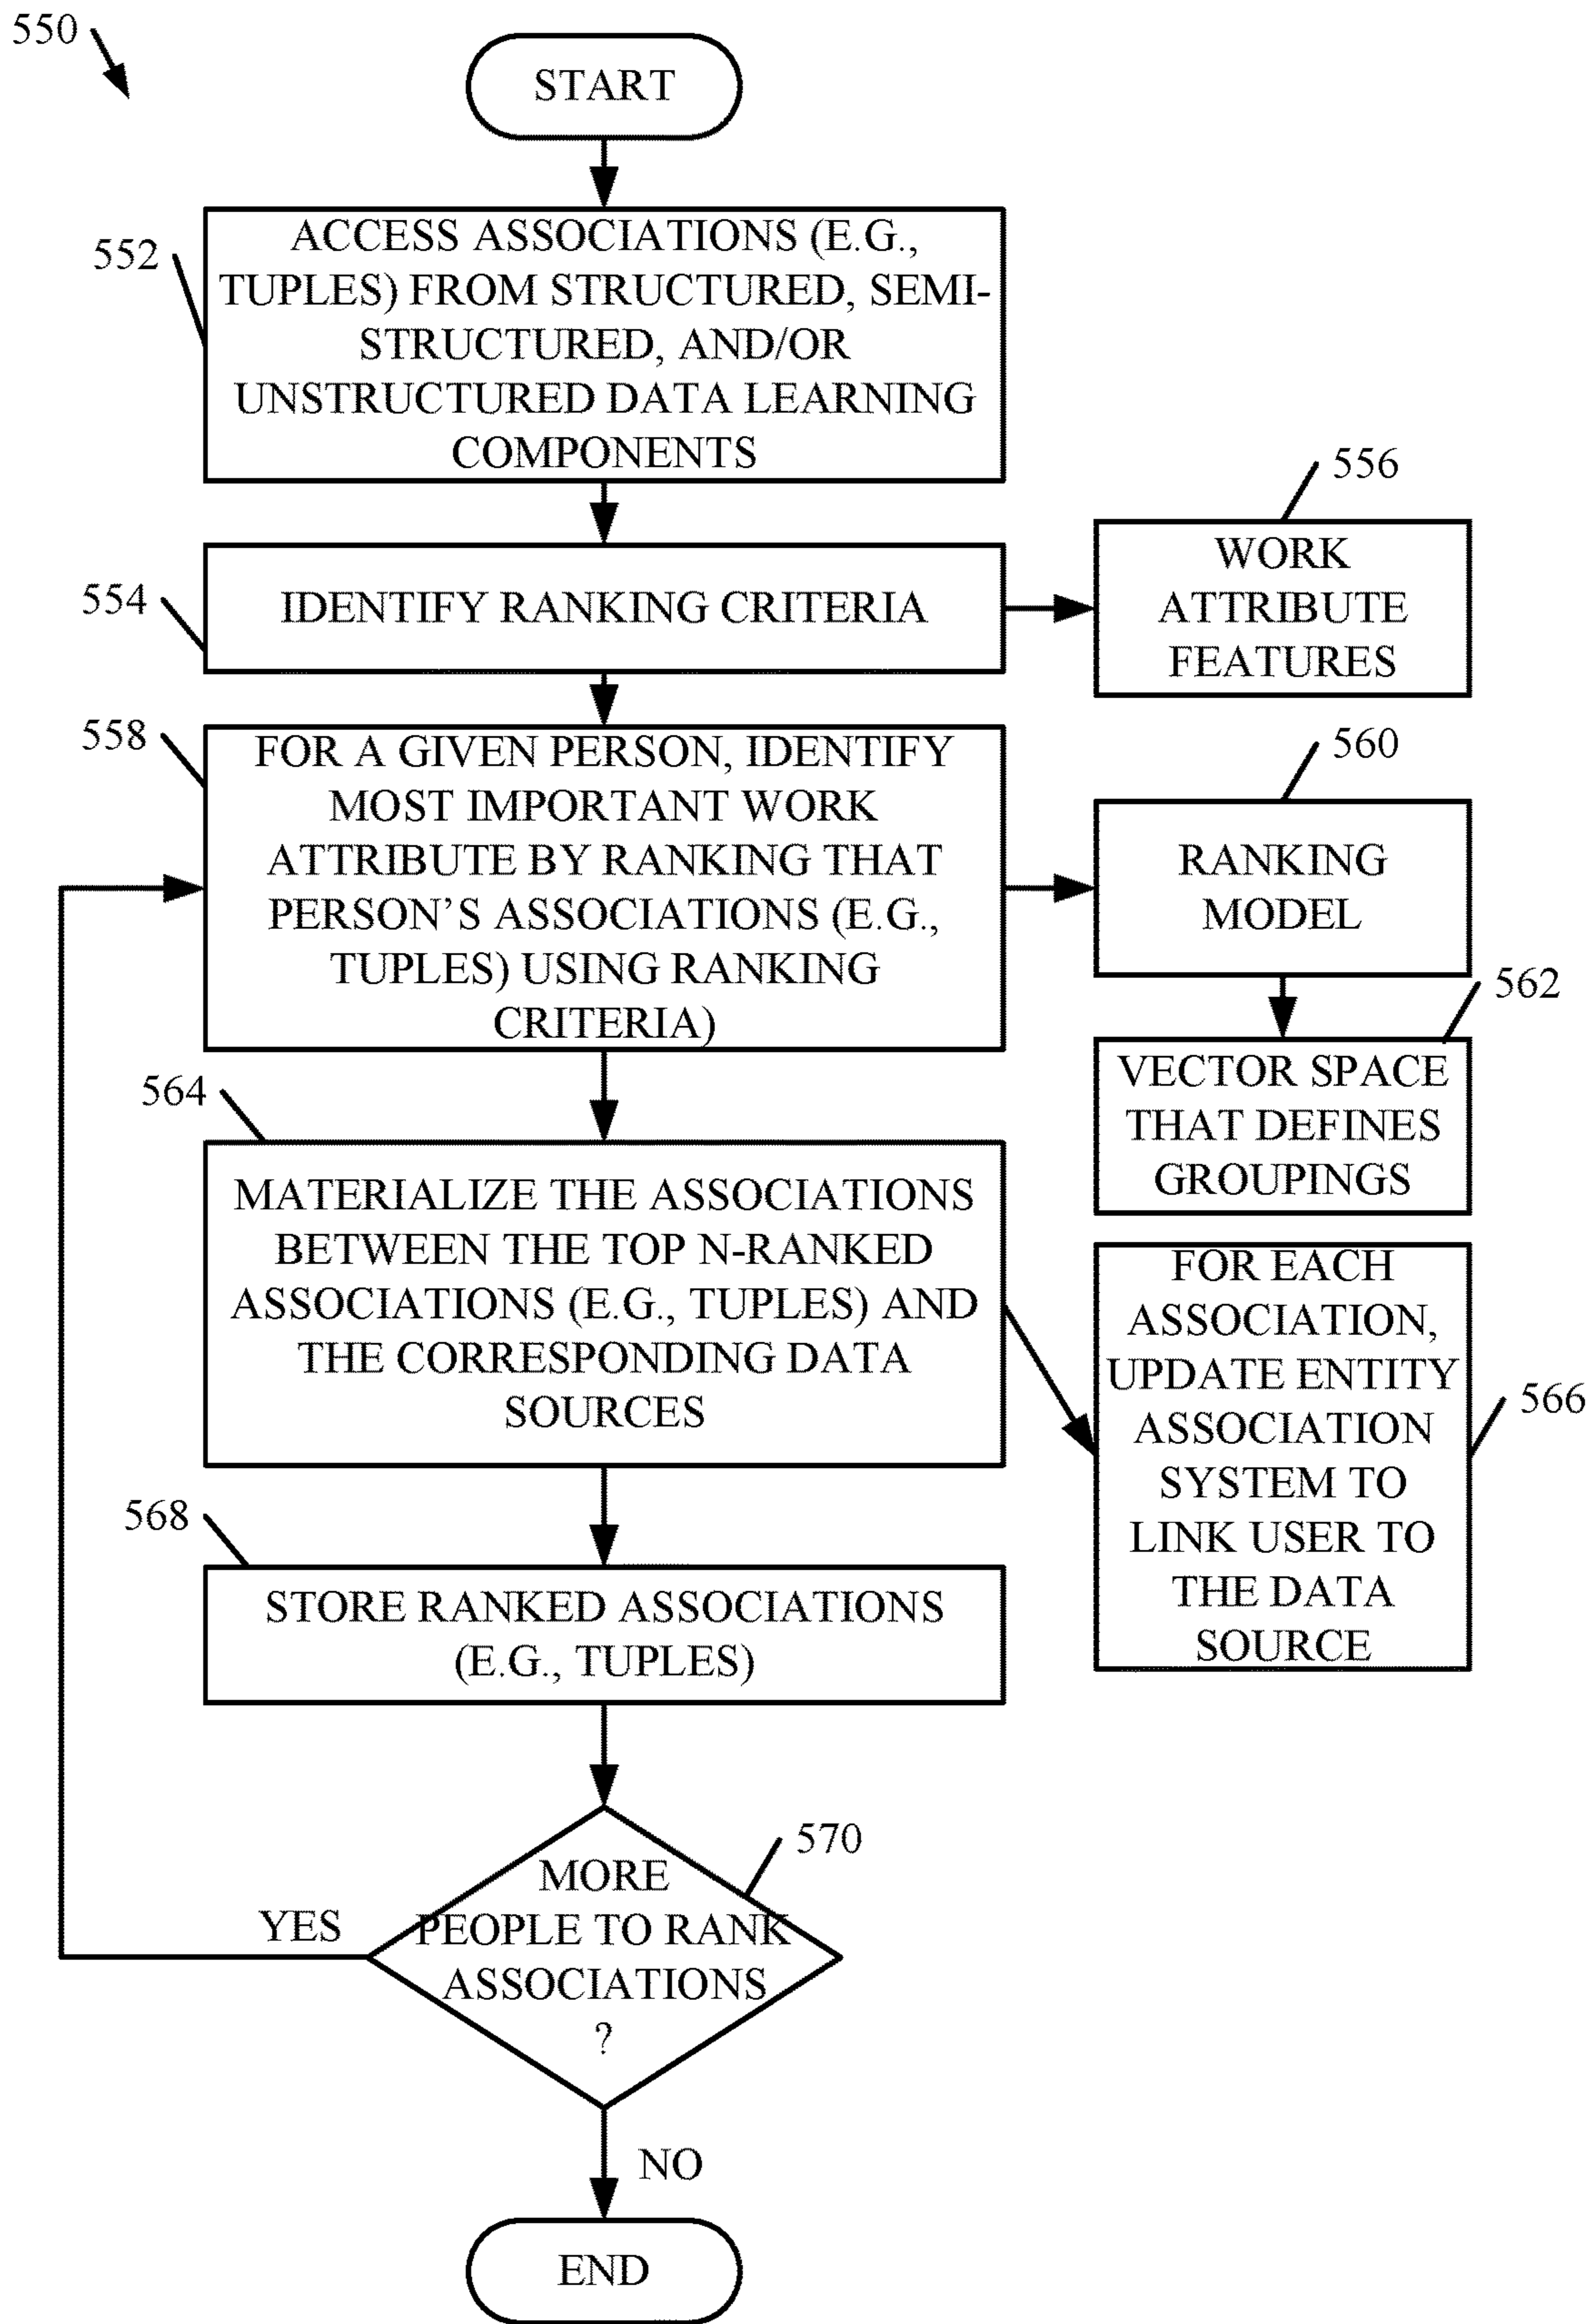 550
START
552
ACCESS ASSOCIATIONS (E.G.,
TUPLES) FROM STRUCTURED, SEMI-
STRUCTURED, AND/OR
UNSTRUCTURED DATA LEARNING
COMPONENTS
554
IDENTIFY RANKING CRITERIA
556
WORK
ATTRIBUTE
FEATURES
558
FOR A GIVEN PERSON, IDENTIFY
MOST IMPORTANT WORK
ATTRIBUTE BY RANKING THAT
PERSON’S ASSOCIATIONS (E.G.,
TUPLES) USING RANKING
CRITERIA)
560
RANKING
MODEL
562
VECTOR SPACE
THAT DEFINES
GROUPINGS
564
MATERIALIZE THE ASSOCIATIONS
BETWEEN THE TOP N-RANKED
ASSOCIATIONS (E.G., TUPLES) AND
THE CORRESPONDING DATA
SOURCES
FOR EACH
ASSOCIATION,
UPDATE ENTITY
ASSOCIATION
SYSTEM TO
LINK USER TO
THE DATA
SOURCE
566
568
STORE RANKED ASSOCIATIONS
(E.G., TUPLES)
570
MORE
PEOPLE TO RANK
ASSOCIATIONS
?
YES
NO
END